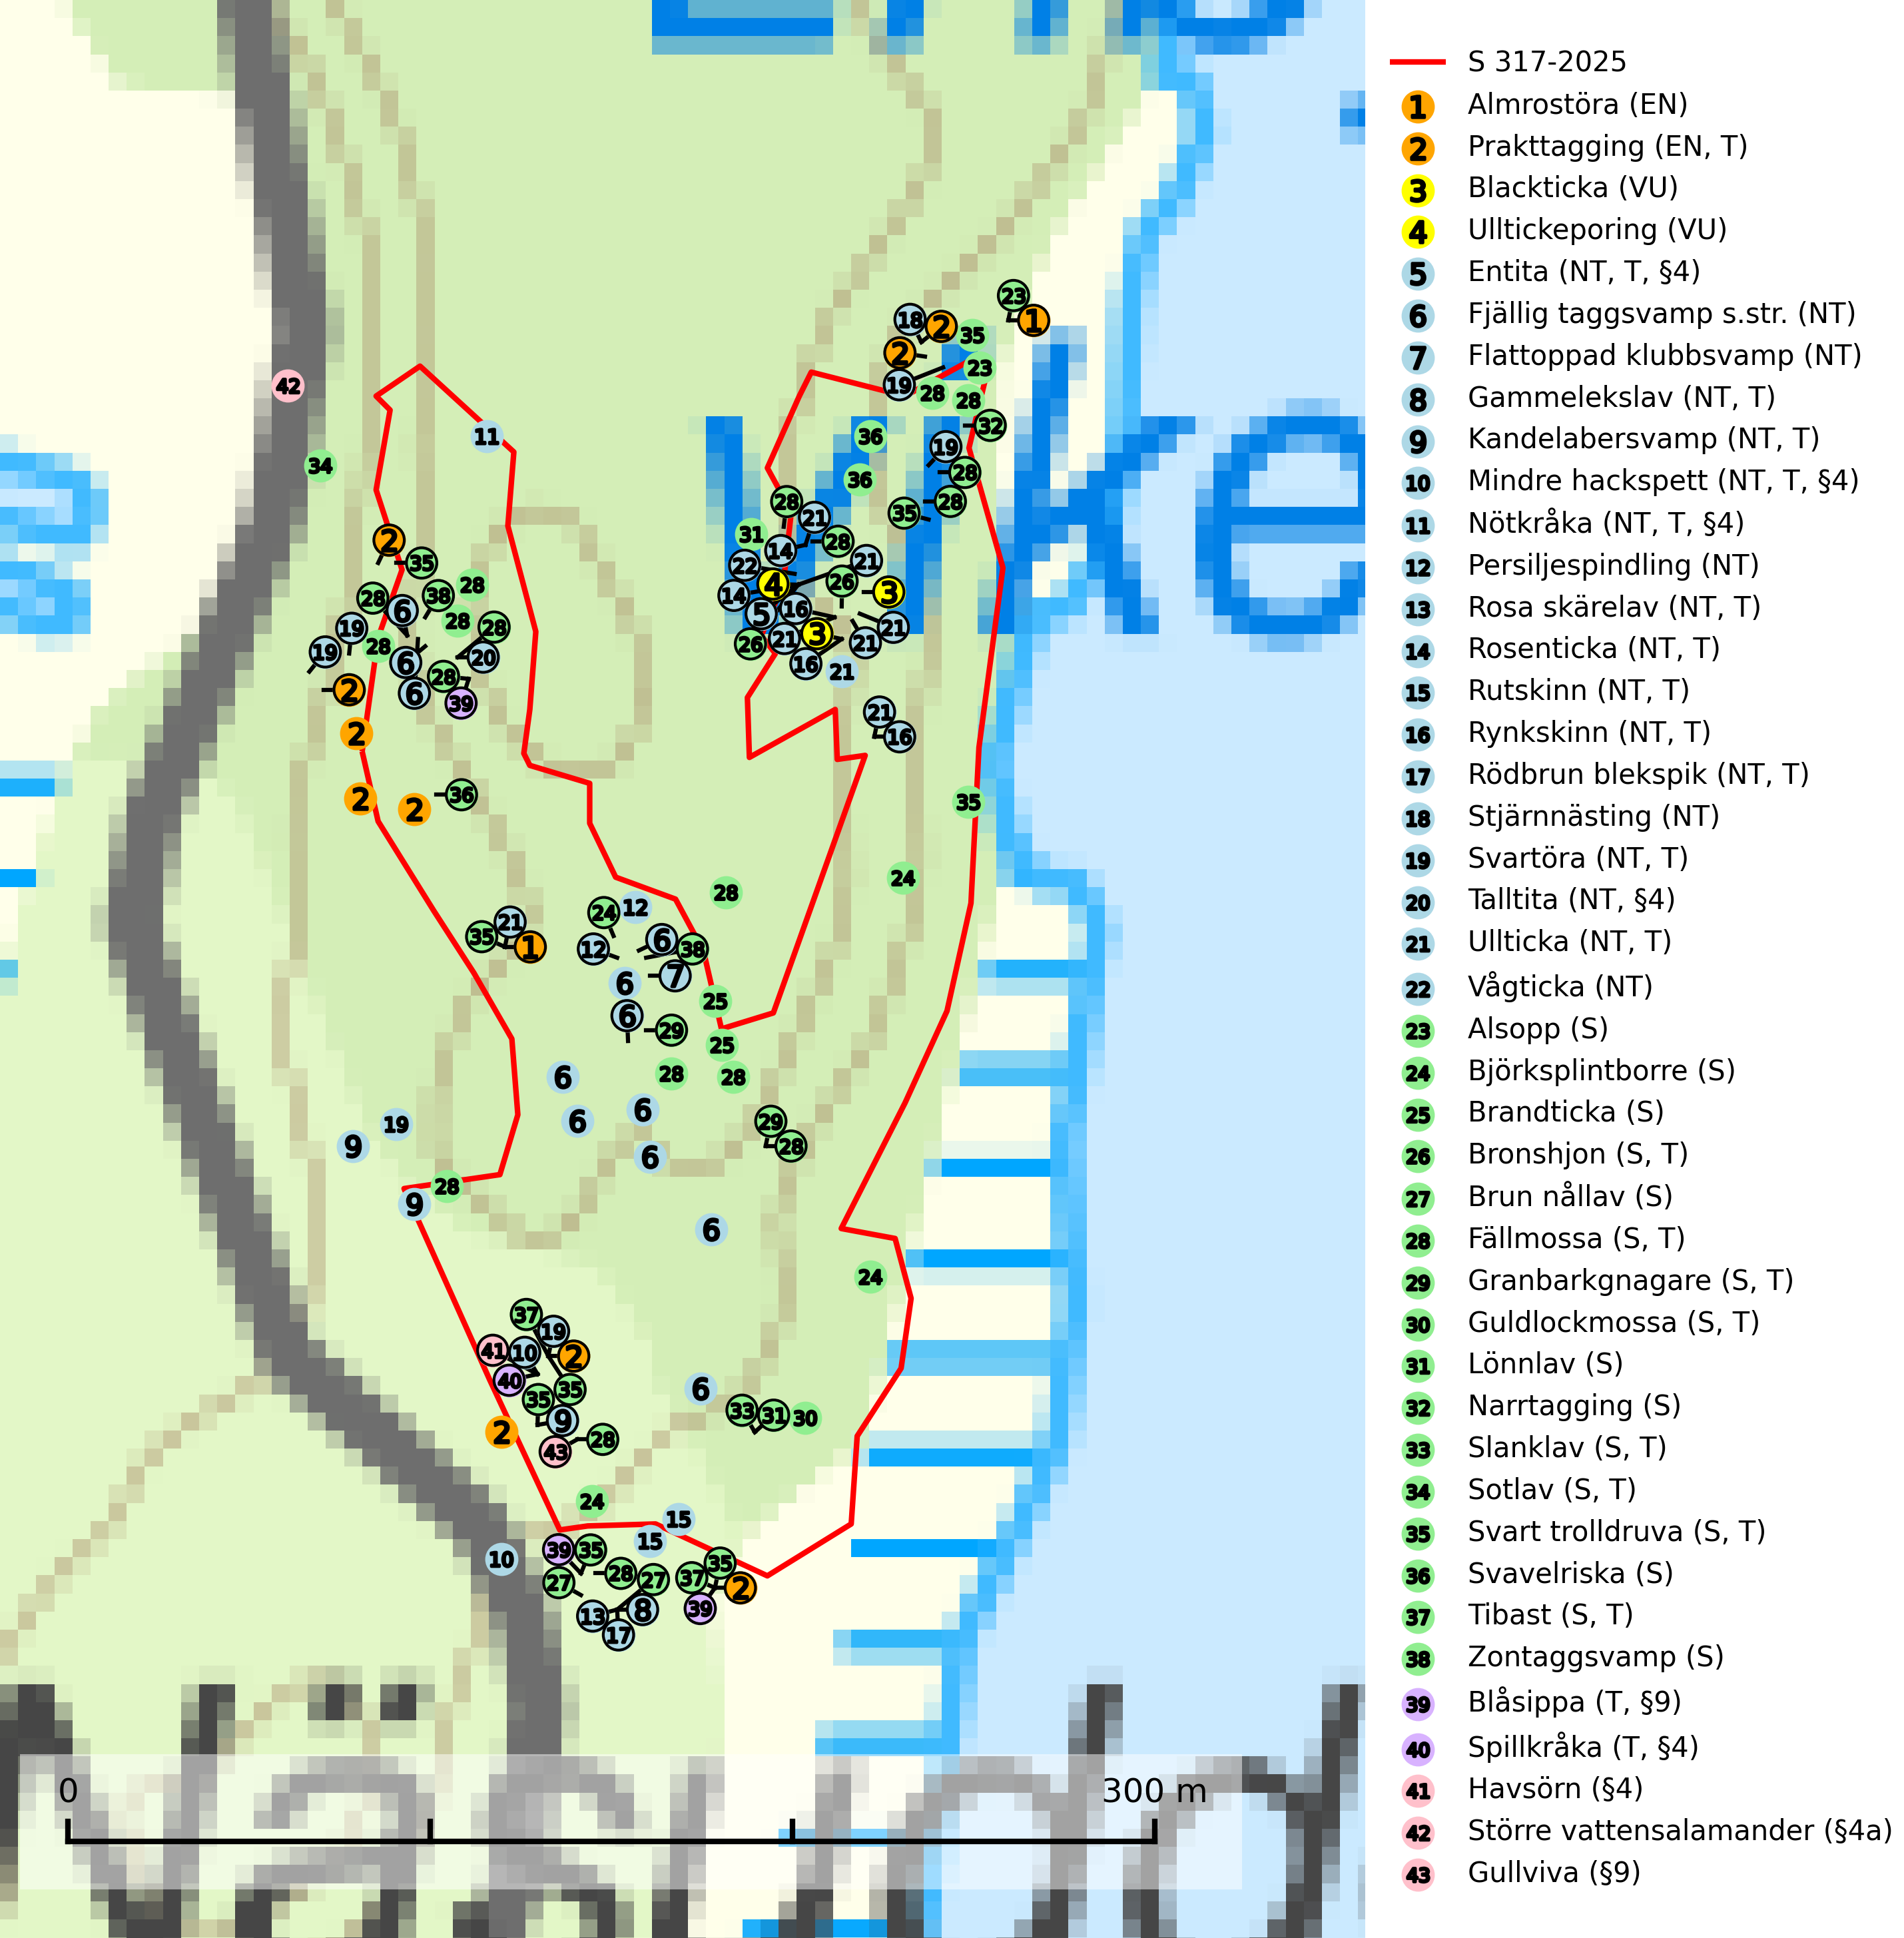 S 317-2025
1 Almrostöra (EN)
2 Prakttagging (EN, T)
3 Blackticka (VU)
4 Ulltickeporing (VU)
5 Entita (NT, T, §4)
6 Fjällig taggsvamp s.str. (NT)
7 Flattoppad klubbsvamp (NT)
8 Gammelekslav (NT, T)
9 Kandelabersvamp (NT, T)
10 Mindre hackspett (NT, T, §4)
11 Nötkråka (NT, T, §4)
12 Persiljespindling (NT)
13 Rosa skärelav (NT, T)
14 Rosenticka (NT, T)
15 Rutskinn (NT, T)
16 Rynkskinn (NT, T)
17 Rödbrun blekspik (NT, T)
18 Stjärnnästing (NT)
19 Svartöra (NT, T)
20 Talltita (NT, §4)
21 Ullticka (NT, T)
22 Vågticka (NT)
23 Alsopp (S)
24 Björksplintborre (S)
25 Brandticka (S)
26 Bronshjon (S, T)
27 Brun nållav (S)
28 Fällmossa (S, T)
29 Granbarkgnagare (S, T)
30 Guldlockmossa (S, T)
31 Lönnlav (S)
32 Narrtagging (S)
33 Slanklav (S, T)
34 Sotlav (S, T)
35 Svart trolldruva (S, T)
36 Svavelriska (S)
37 Tibast (S, T)
38 Zontaggsvamp (S)
39 Blåsippa (T, §9)
40 Spillkråka (T, §4)
41 Havsörn (§4)
42 Större vattensalamander (§4a)
43 Gullviva (§9)
0 300 m